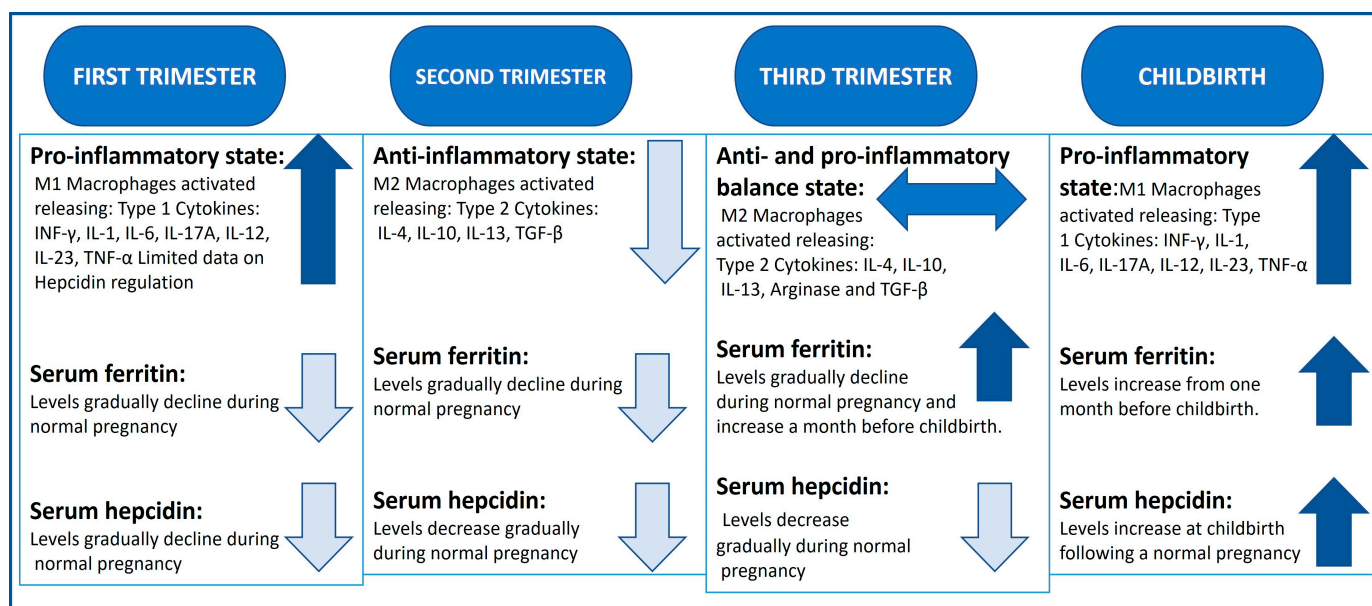 FIRST TRIMESTER
SECOND TRIMESTER
THIRD TRIMESTER
CHILDBIRTH
Pro-inflammatory state:
M1 Macrophages activated
releasing: Type 1 Cytokines:
INF-γ, IL-1, IL-6, IL-17A, IL-12,
IL-23, TNF-α Limited data on
Hepcidin regulation
Serum ferritin:
Levels gradually decline during
normal pregnancy
Serum hepcidin:
Levels gradually decline during
normal pregnancy
Anti-inflammatory state:
M2 Macrophages activated
releasing: Type 2 Cytokines:
IL-4, IL-10, IL-13, TGF-β
Serum ferritin:
Levels gradually decline during
normal pregnancy
Serum hepcidin:
Levels decrease gradually
during normal pregnancy
Anti- and pro-inflammatory
balance state:
M2 Macrophages
activated releasing:
Type 2 Cytokines: IL-4, IL-10,
IL-13, Arginase and TGF-β
Serum ferritin:
Levels gradually decline
during normal pregnancy and
increase a month before childbirth.
Serum hepcidin:
Levels decrease
gradually during normal
pregnancy
Pro-inflammatory
state:M1 Macrophages
activated releasing: Type
1 Cytokines: INF-γ, IL-1,
IL-6, IL-17A, IL-12, IL-23, TNF-α
Serum ferritin:
Levels increase from one
month before childbirth.
Serum hepcidin:
Levels increase at childbirth
following a normal pregnancy